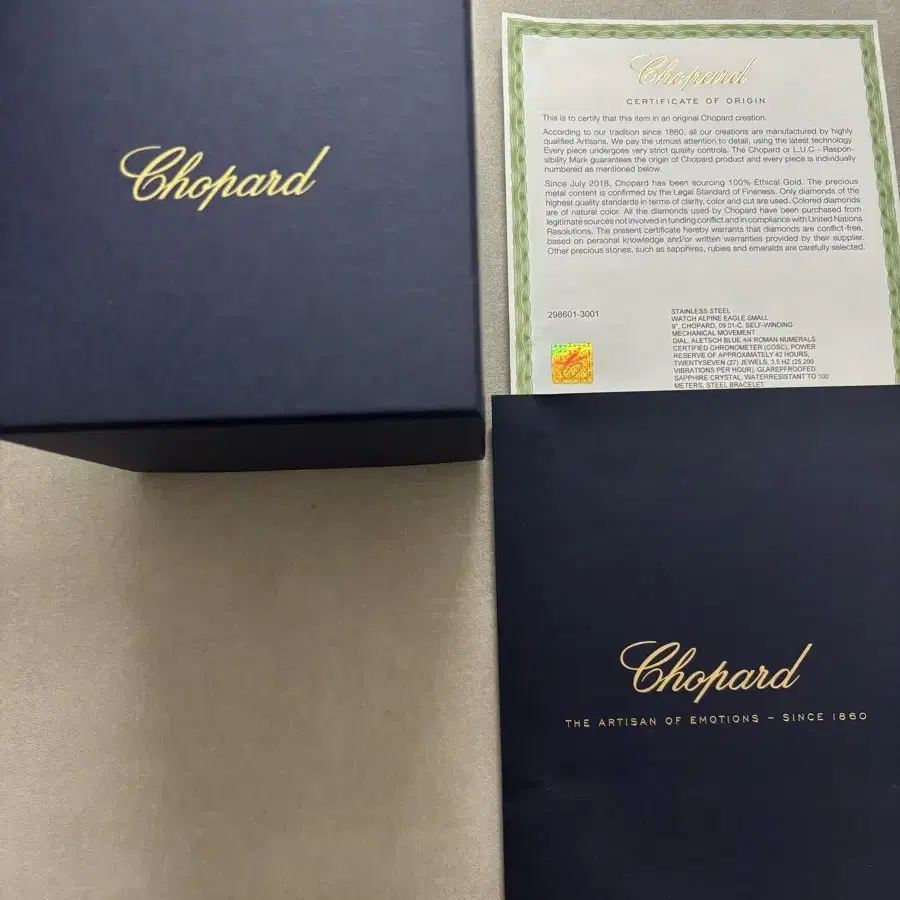 Chopard
Chopard
CERTIFICATE OF ORIGIN
This is to certify that this item in an original Chopard creation.
According to our tradition since 1860, all our creations are manufactured by highly
qualified Artisans. We pay the utmost attention to detail, using the latest technology.
Every piece undergoes very strict quality controls. The Chopard or L.U.C - Respon-
sibility Mark guarantees the origin of Chopard product and every piece is individually
numbered as mentioned below.
Since July 2018, Chopard has been sourcing 100% Ethical Gold. The precious
metal content is confirmed by the Legal Standard of Fineness. Only diamonds of the
highest quality standards in terms of clarity, color and cut are used. Colored diamonds
are of natural color. All the diamonds used by Chopard have been purchased from
legitimate sources not involved in funding conflict and in compliance with United Nations
Resolutions. The present certificate hereby warrants that diamonds are conflict-free,
based on personal knowledge and/or written warranties provided by their supplier.
Other precious stones, such as sapphires, rubies and emeralds are carefully selected.
298601-3001
STAINLESS STEEL
WATCH ALPINE EAGLE SMALL
9", CHOPARD, 09.01-C, SELF-WINDING
MECHANICAL MOVEMENT
DIAL, ALETSCH BLUE 4/4 ROMAN NUMERALS
CERTIFIED CHRONOMETER (COSC), POWER
RESERVE OF APPROXIMATELY 42 HOURS,
TWENTYSEVEN (27) JEWELS, 3.5 HZ (25,200
VIBRATIONS PER HOUR), GLAREPROOFED
SAPPHIRE CRYSTAL, WATERRESISTANT TO 100
METERS, STEEL BRACELET
Chopard
THE ARTISAN OF EMOTIONS – SINCE 1860